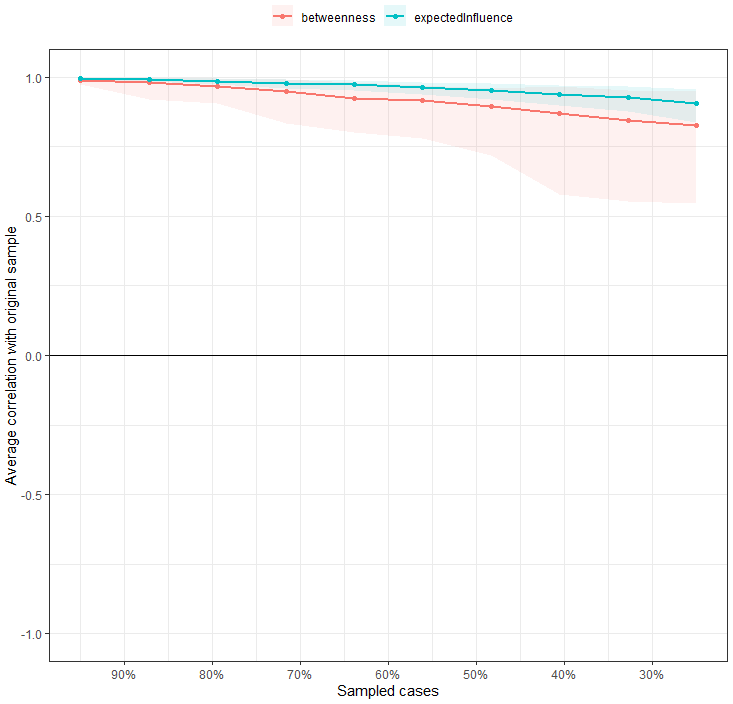 betweenness expectedInfluence
Average correlation with original sample
1.0
0.5
0.0
-0.5
-1.0
90% 80% 70% 60% 50% 40% 30%
Sampled cases